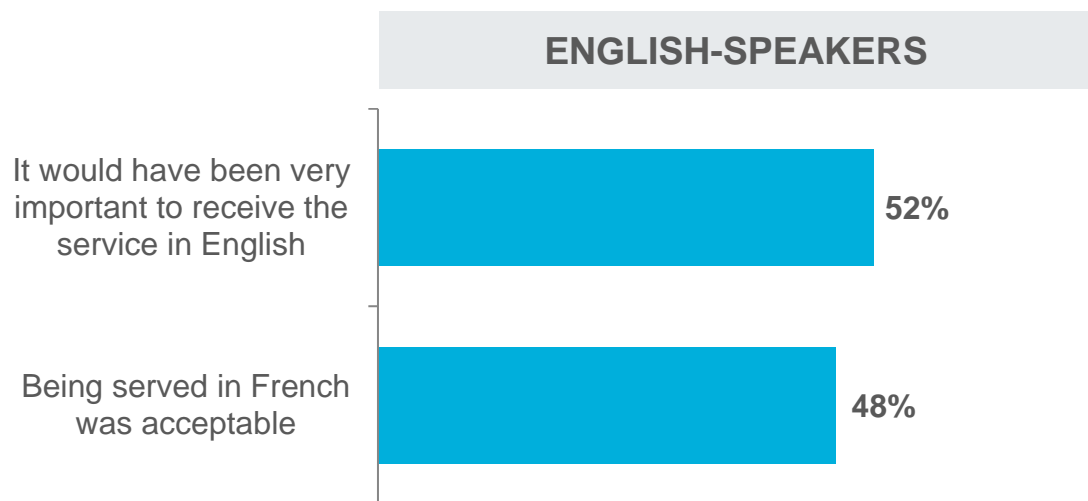 ENGLISH-SPEAKERS
It would have been very
important to receive the
service in English
52%
Being served in French
was acceptable
48%